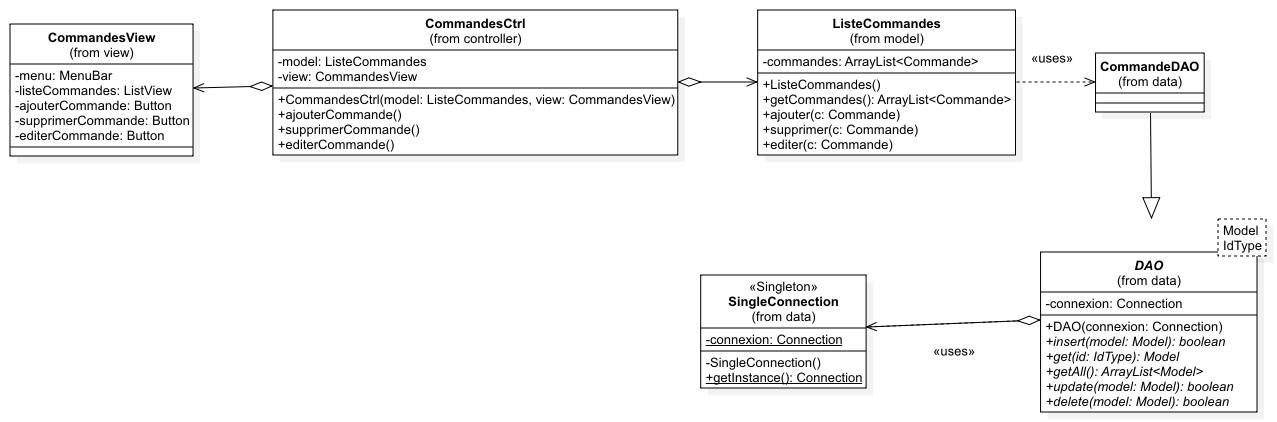 CommandesView
(from view)
-menu: MenuBar
-listeCommandes: ListView
-ajouterCommande: Button
-supprimerCommande: Button
-editerCommande: Button
CommandesCtrl
(from controller)
-model: ListeCommandes
-view: CommandesView
+CommandesCtrl(model: ListeCommandes, view: CommandesView)
+ajouterCommande()
+supprimerCommande()
+editerCommande()
ListeCommandes
(from model)
-commandes: ArrayList<Commande>
+ListeCommandes()
+getCommandes(): ArrayList<Commande>
+ajouter(c: Commande)
+supprimer(c: Commande)
+editer(c: Commande)
«uses»
CommandeDAO
(from data)
Model
IdType
DAO
(from data)
-connexion: Connection
+DAO(connexion: Connection)
+insert(model: Model): boolean
+get(id: IdType): Model
+getAll(): ArrayList<Model>
+update(model: Model): boolean
+delete(model: Model): boolean
«uses»
«Singleton»
SingleConnection
(from data)
-connexion: Connection
-SingleConnection()
+getInstance(): Connection